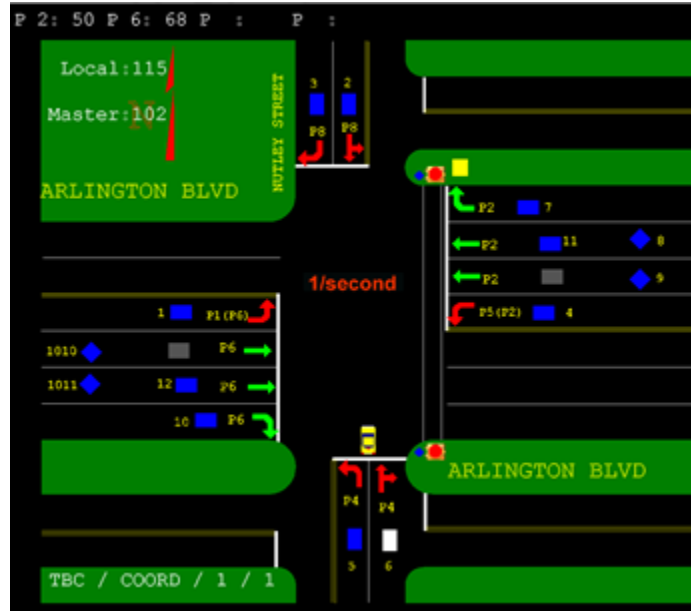 P 2: 50 P 6: 68 P : P :
Local:115
Master:102
N
NUTLEY STREET
ARLINGTON BLVD
3 2
P8 P8
P2 7
P2 11 8
P2 9
P5(P2) 4
1/second
1 P1(P6)
1010 P6
1011 12 P6
10 P6
ARLINGTON BLVD
P4 P4
5 6
TBC / COORD / 1 / 1